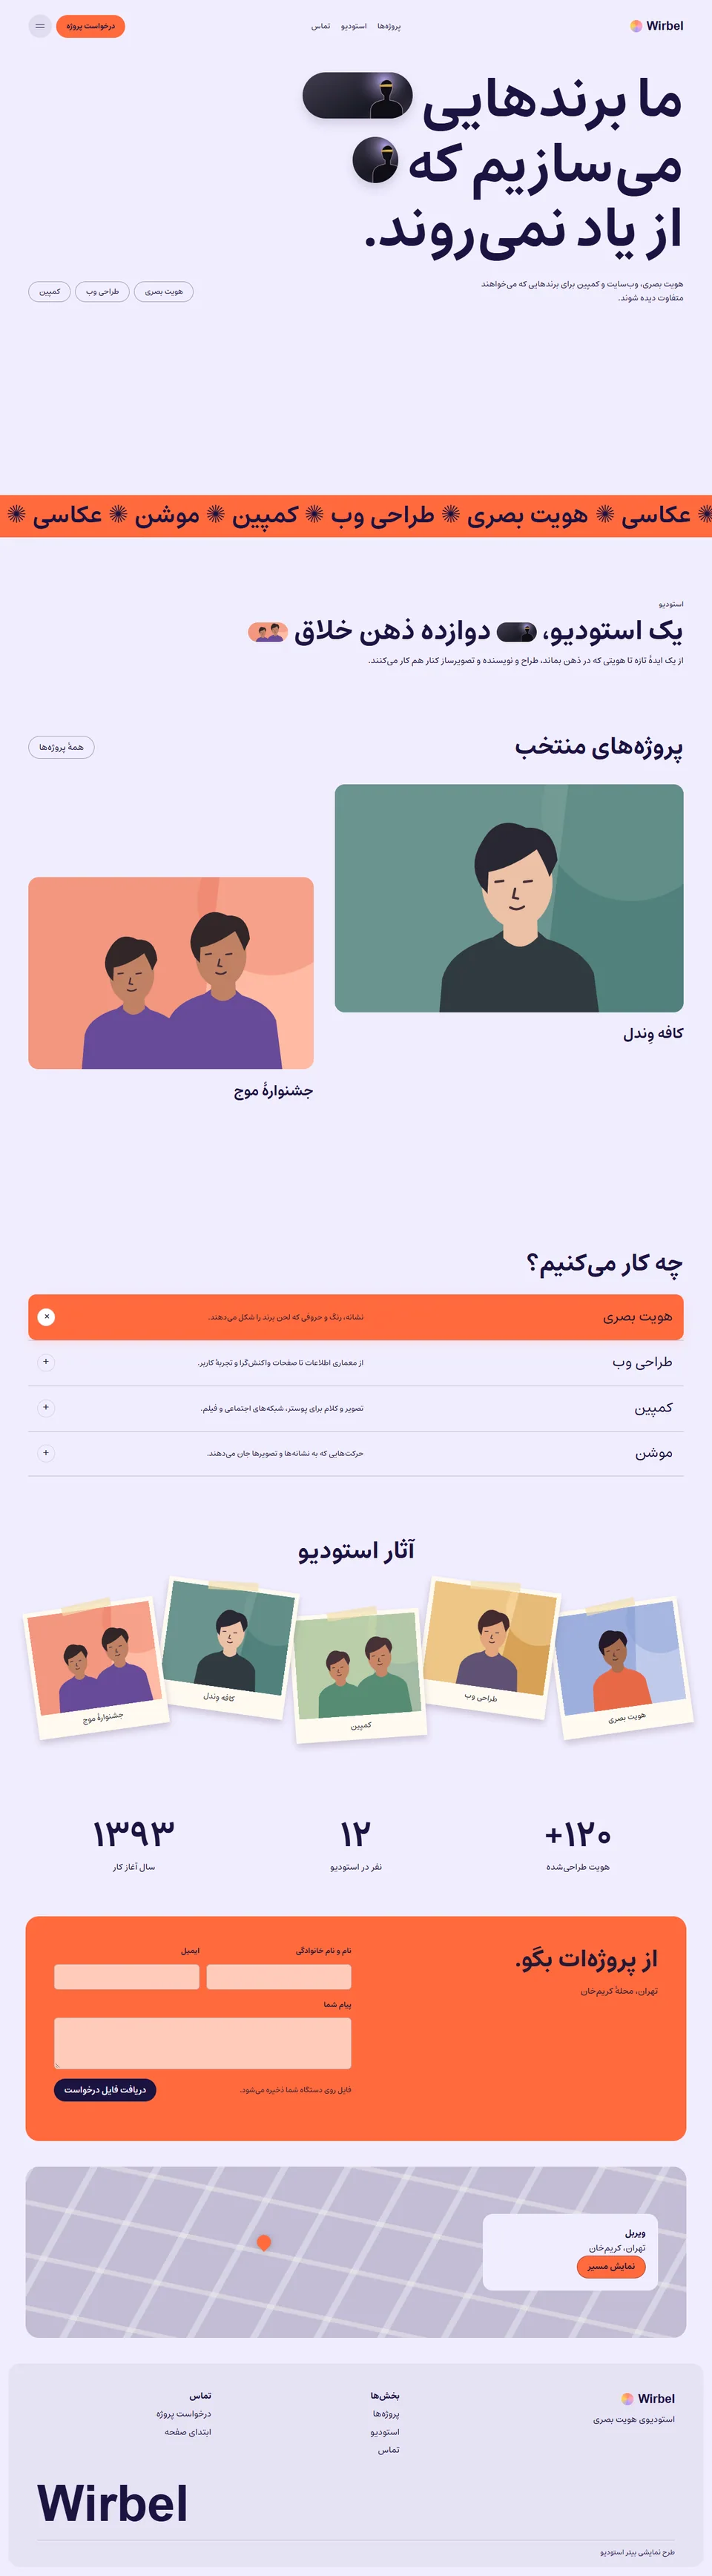 Wirbel
پروژه‌ها استودیو تماس
درخواست پروژه
ما برندهایی
می‌سازیم که
از یاد نمی‌روند.
هویت بصری، وب‌سایت و کمپین برای برندهایی که می‌خواهند
متفاوت دیده شوند.
هویت بصری
طراحی وب
کمپین
عکاسی ✺ هویت بصری ✺ طراحی وب ✺ کمپین ✺ موشن ✺ عکاسی ✺
استودیو
یک استودیو، دوازده ذهن خلاق
از یک ایدهٔ تازه تا هویتی که در ذهن بماند، طراح و نویسنده و تصویرساز کنار هم کار می‌کنند.
پروژه‌های منتخب
همهٔ پروژه‌ها
کافه وِندل
جشنوارهٔ موج
چه کار می‌کنیم؟
هویت بصری
نشانه، رنگ و حروفی که لحن برند را شکل می‌دهند.
طراحی وب
از معماری اطلاعات تا صفحات واکنش‌گرا و تجربهٔ کاربر.
کمپین
تصویر و کلام برای پوستر، شبکه‌های اجتماعی و فیلم.
موشن
حرکت‌هایی که به نشانه‌ها و تصویرها جان می‌دهند.
آثار استودیو
هویت بصری
طراحی وب
کمپین
کافه وندل
جشنوارهٔ موج
+۱۲۰
هویت طراحی‌شده
۱۲
نفر در استودیو
۱۳۹۳
سال آغاز کار
از پروژه‌ات بگو.
تهران، محلهٔ کریم‌خان
نام و نام خانوادگی
ایمیل
پیام شما
فایل روی دستگاه شما ذخیره می‌شود.
دریافت فایل درخواست
ویربل
تهران، کریم‌خان
نمایش مسیر
Wirbel
استودیوی هویت بصری
بخش‌ها
پروژه‌ها
استودیو
تماس
تماس
درخواست پروژه
ابتدای صفحه
Wirbel
طرح نمایشی بیتر استودیو